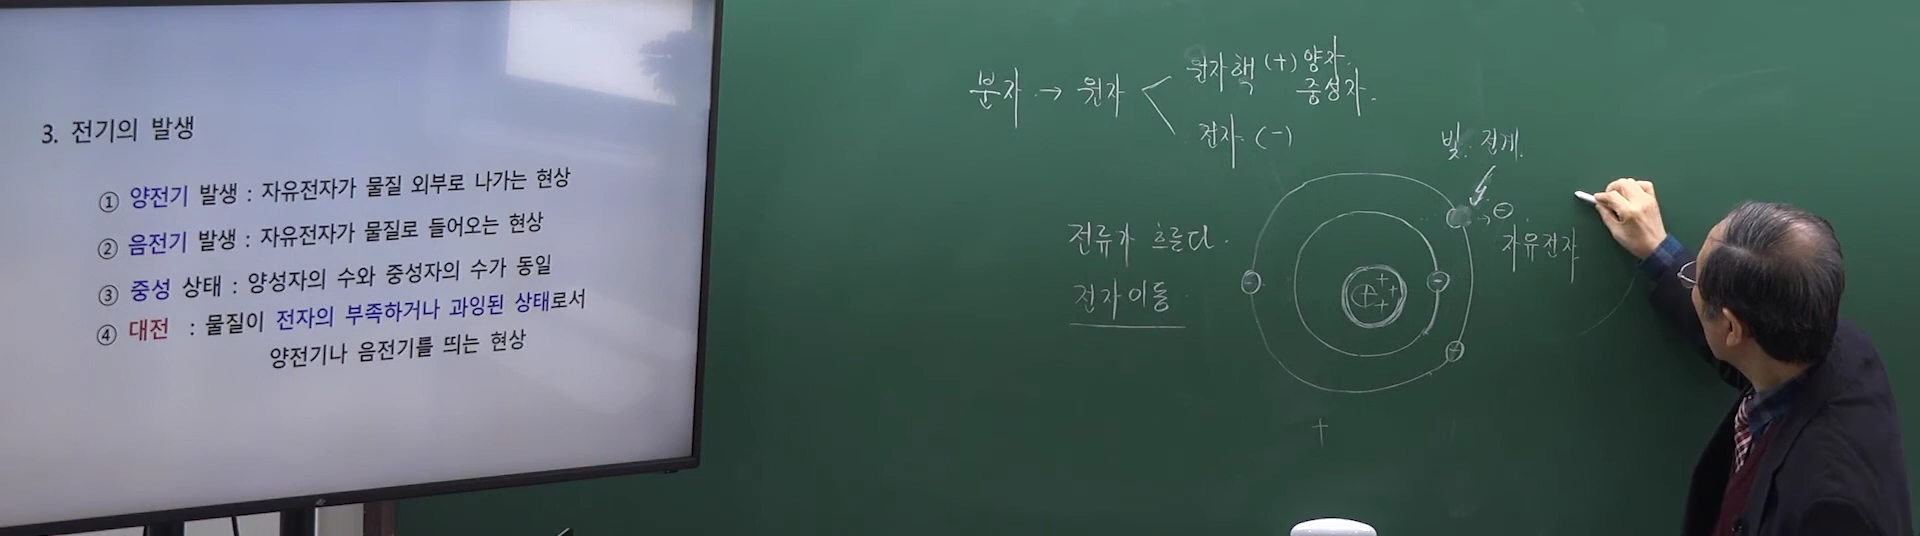 3. 전기의 발생
① 양전기 발생 : 자유전자가 물질 외부로 나가는 현상
② 음전기 발생 : 자유전자가 물질로 들어오는 현상
③ 중성 상태 : 양성자의 수와 중성자의 수가 동일
④ 대전 : 물질이 전자의 부족하거나 과잉된 상태로서
양전기나 음전기를 띄는 현상
분자 → 원자 < 원자핵 (+) 양자.
중성자.
전자 (-)
빛. 전계.
⊖
자유전자
전류가 흐른다.
전자이동
⊖ ⊖
+ + + +
⊖
+